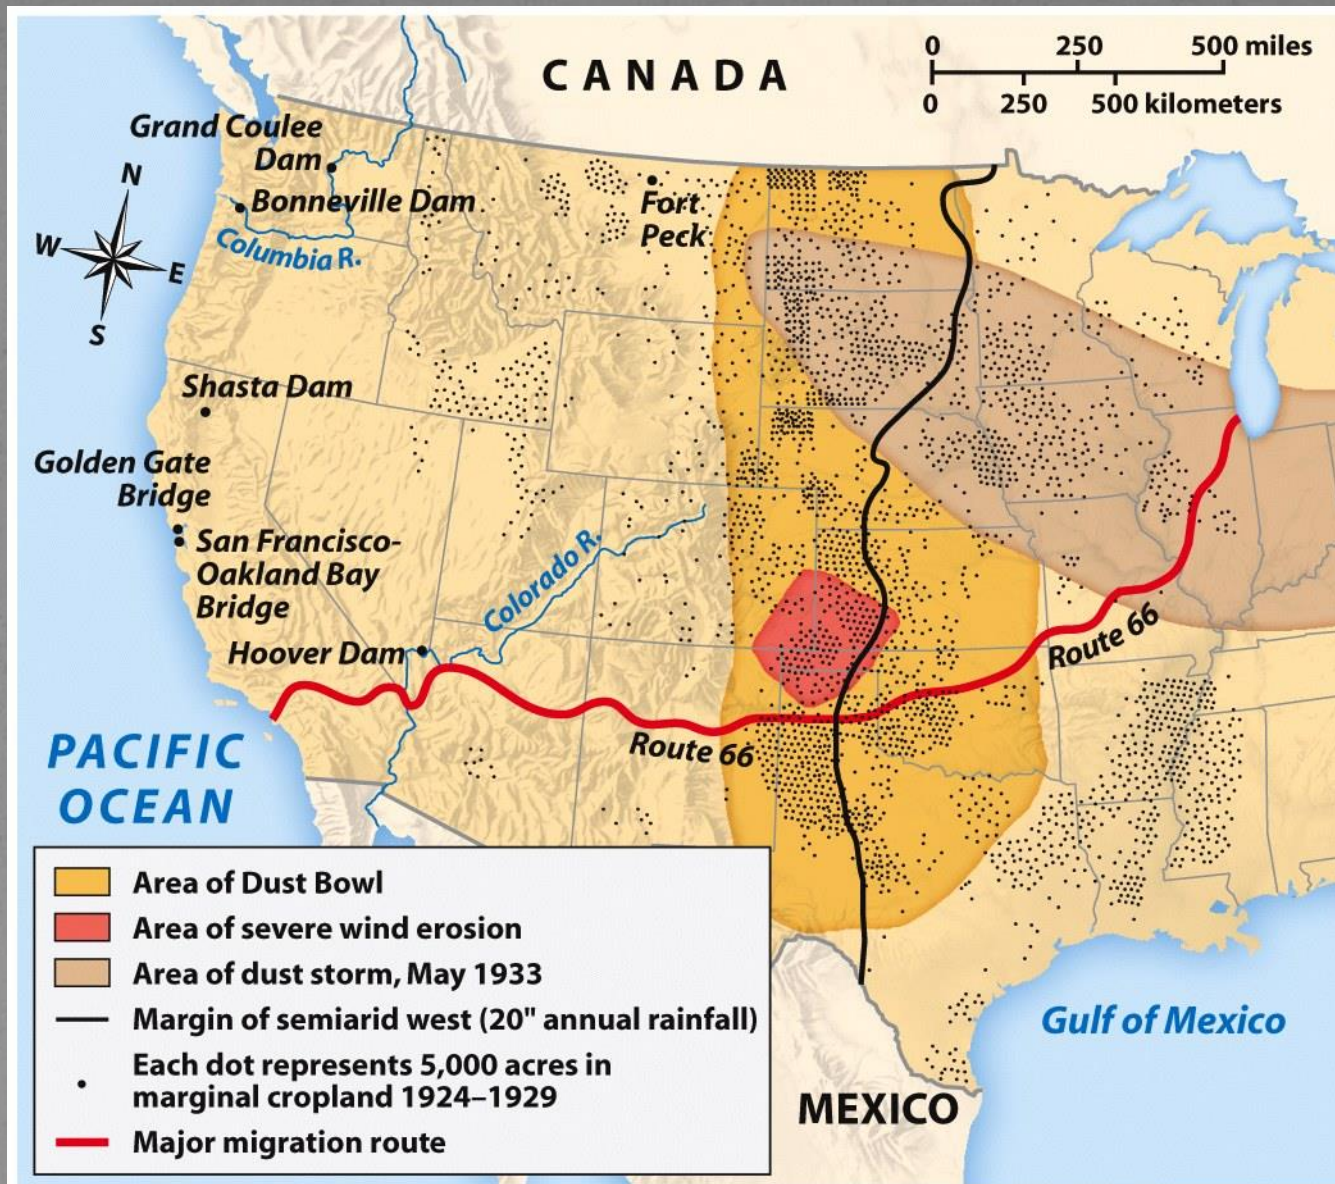 CANADA
0 250 500 miles
0 250 500 kilometers
Grand Coulee
Dam
N
W
E
S
Bonneville Dam
Columbia R.
Fort
Peck
Shasta Dam
Golden Gate
Bridge
San Francisco-
Oakland Bay
Bridge
Colorado R.
Hoover Dam
Route 66
Route 66
PACIFIC
OCEAN
Area of Dust Bowl
Area of severe wind erosion
Area of dust storm, May 1933
Margin of semiarid west (20" annual rainfall)
Each dot represents 5,000 acres in
marginal cropland 1924–1929
Major migration route
Gulf of Mexico
MEXICO